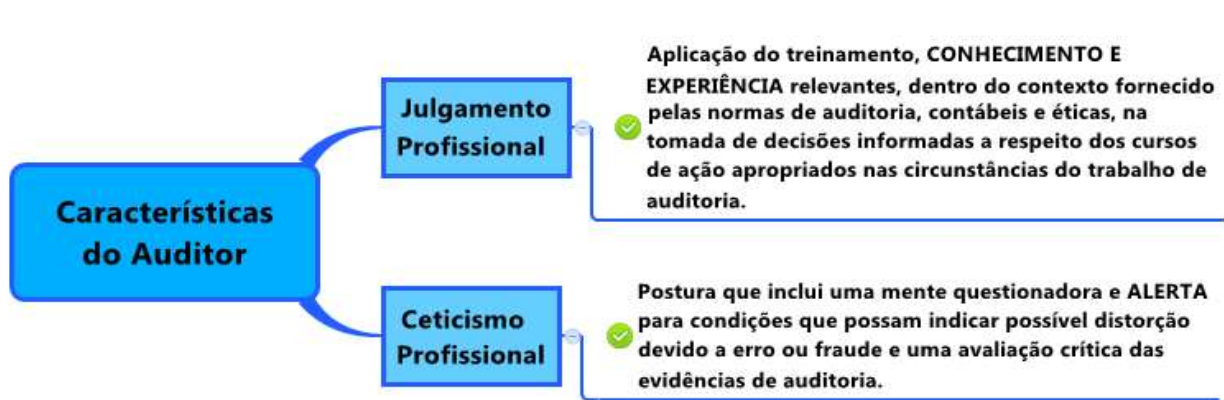 Características
do Auditor
Julgamento
Profissional
Aplicação do treinamento, CONHECIMENTO E
EXPERIÊNCIA relevantes, dentro do contexto fornecido
pelas normas de auditoria, contábeis e éticas, na
tomada de decisões informadas a respeito dos cursos
de ação apropriados nas circunstâncias do trabalho de
auditoria.
Ceticismo
Profissional
Postura que inclui uma mente questionadora e ALERTA
para condições que possam indicar possível distorção
devido a erro ou fraude e uma avaliação crítica das
evidências de auditoria.